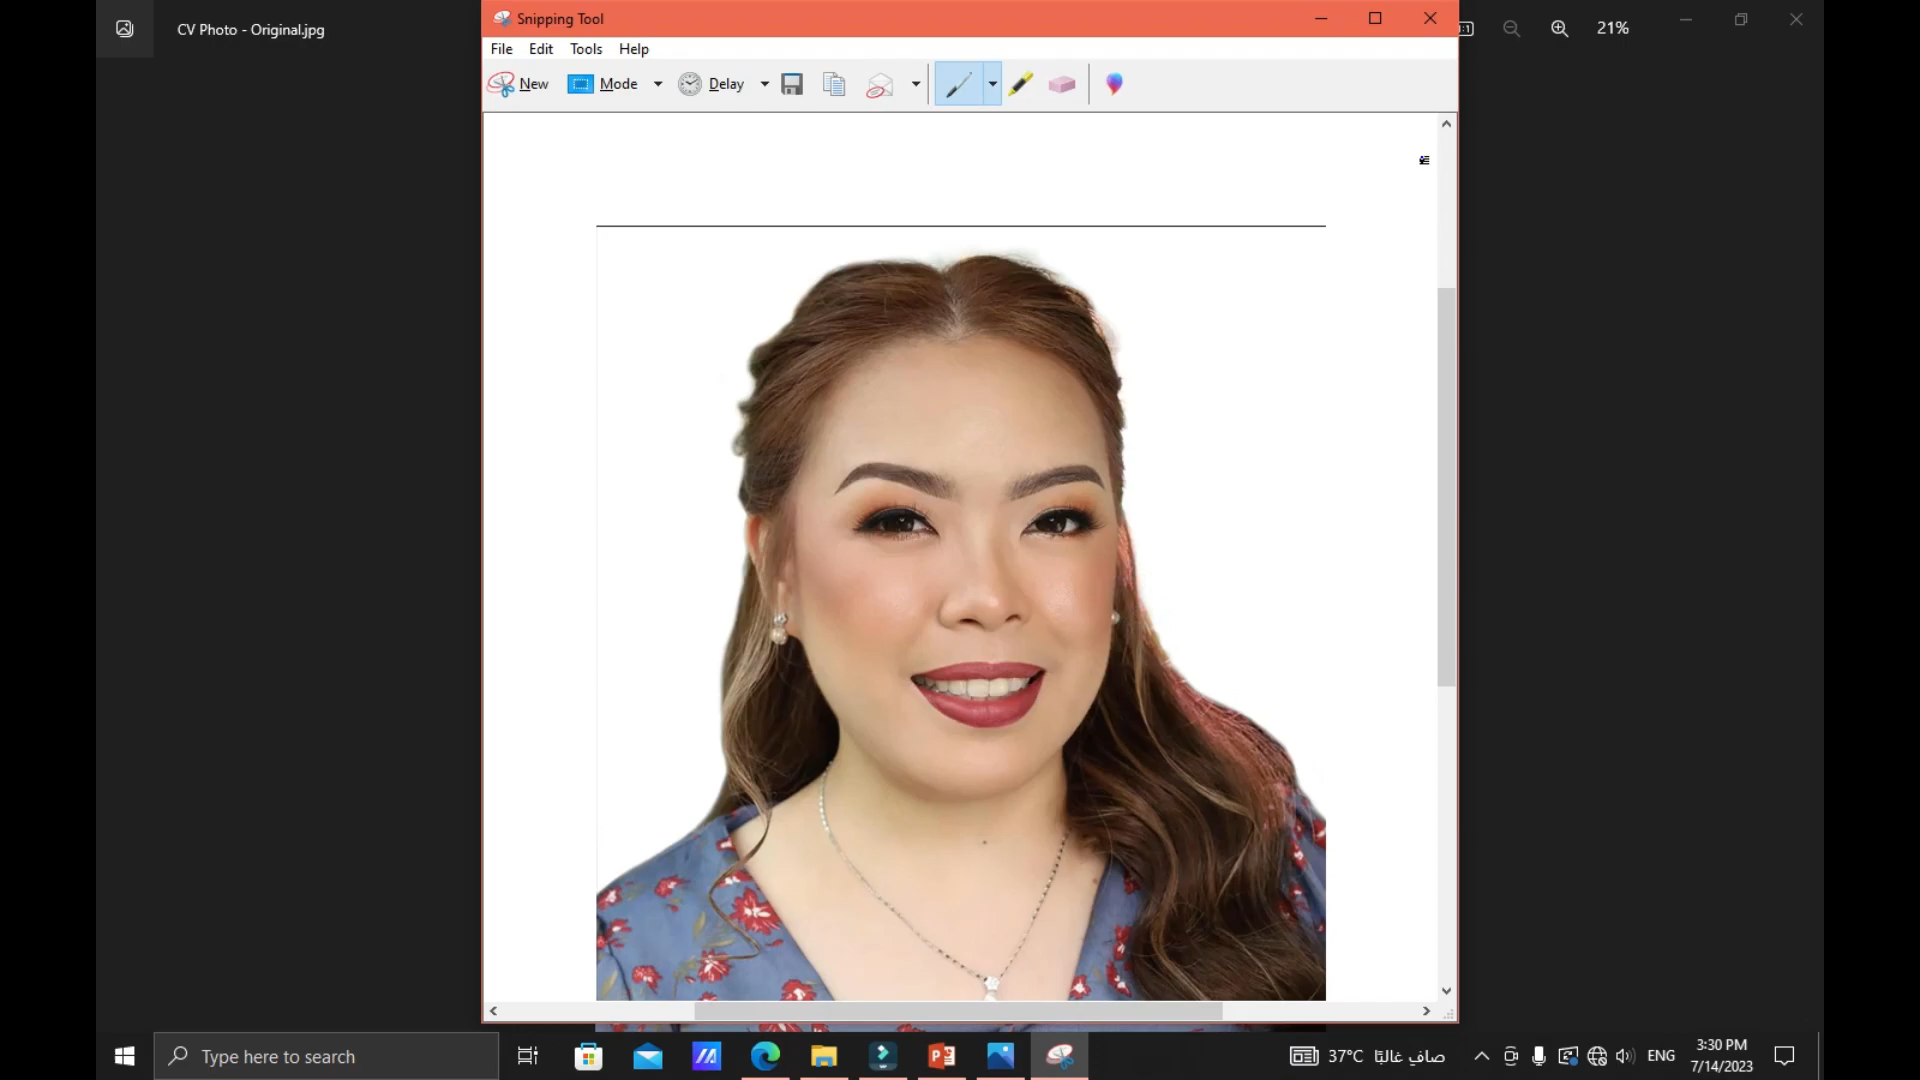 CV Photo - Original.jpg
Snipping Tool
21%
File Edit Tools Help
New Mode Delay
Type here to search
37°C صافٍ غالبًا
ENG
3:30 PM
7/14/2023